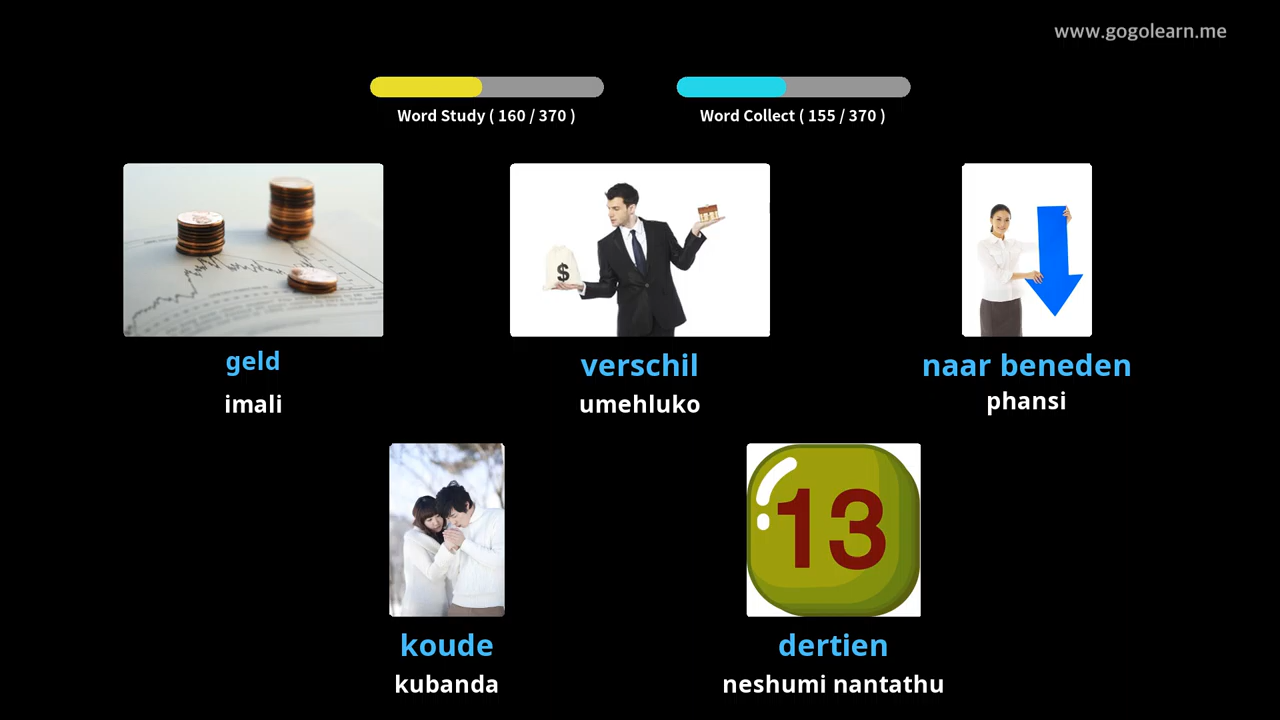 www.gogolearn.me
Word Study ( 160 / 370 )
Word Collect ( 155 / 370 )
$
geld
imali
verschil
umehluko
naar beneden
phansi
13
koude
kubanda
dertien
neshumi nantathu